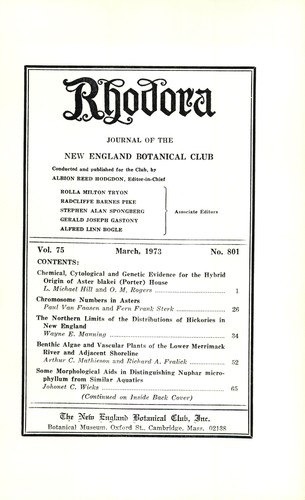 Rhodora
JOURNAL OF THE
NEW ENGLAND BOTANICAL CLUB
Conducted and published for the Club, by
ALBION REED HODGDON, Editor-in-Chief
ROLLA MILTON TRYON
RADCLIFFE BARNES PIKE
STEPHEN ALAN SPONGBERG
GERALD JOSEPH GASTONY
ALFRED LINN BOGLE
Associate Editors
Vol. 75 March, 1973 No. 801
CONTENTS:
Chemical, Cytological and Genetic Evidence for the Hybrid
Origin of Aster blakei (Porter) House
L. Michael Hill and O. M. Rogers 1
Chromosome Numbers in Asters
Paul Van Faasen and Fern Frank Sterk 26
The Northern Limits of the Distributions of Hickories in
New England
Wayne E. Manning 34
Benthic Algae and Vascular Plants of the Lower Merrimack
River and Adjacent Shoreline
Arthur C. Mathieson and Richard A. Fralick 52
Some Morphological Aids in Distinguishing Nuphar micro-
phyllum from Similar Aquatics
Johonet C. Wicks 65
(Continued on Inside Back Cover)
The New England Botanical Club, Inc.
Botanical Museum, Oxford St., Cambridge, Mass. 02138